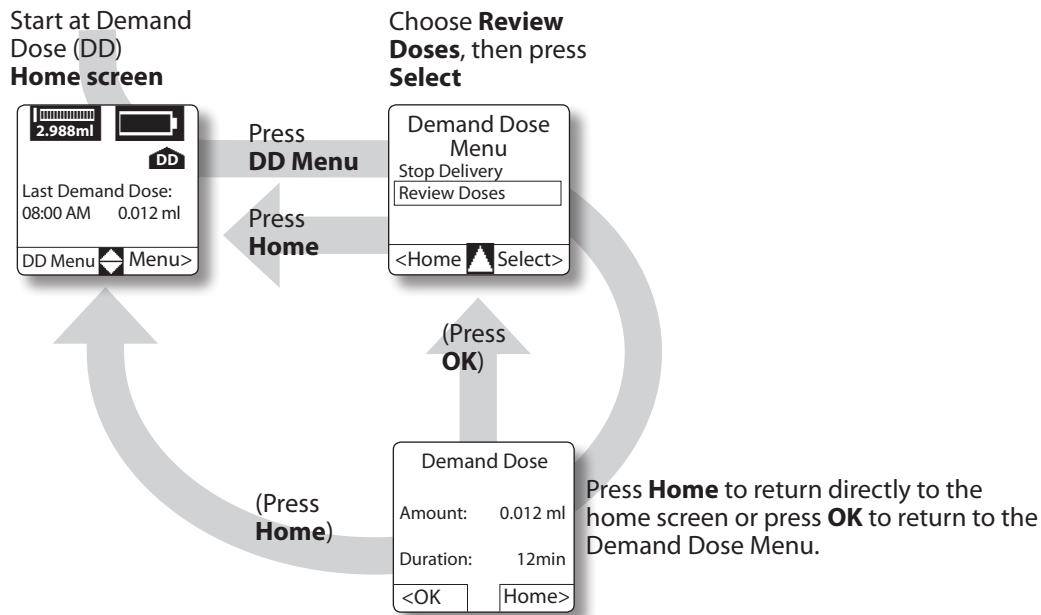 Start at Demand
Dose (DD)
Home screen
2.988ml
DD
Last Demand Dose:
08:00 AM 0.012 ml
DD Menu Menu>
Press
DD Menu
Press
Home
Choose Review
Doses, then press
Select
Demand Dose
Menu
Stop Delivery
Review Doses
<Home Select>
(Press
OK)
(Press
Home)
Demand Dose
Amount: 0.012 ml
Duration: 12min
<OK Home>
Press Home to return directly to the
home screen or press OK to return to the
Demand Dose Menu.